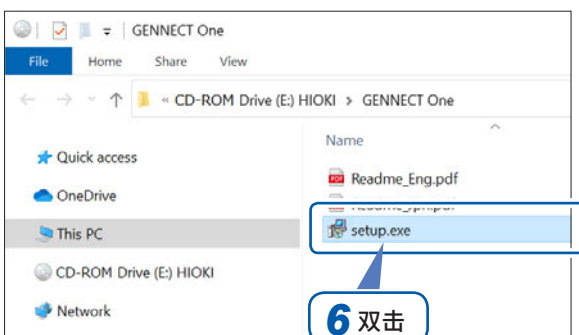 GENNECT One
File Home Share View
« CD-ROM Drive (E:) HIOKI > GENNECT One
Name
Quick access
Readme_Eng.pdf
OneDrive
This PC
setup.exe
CD-ROM Drive (E:) HIOKI
Network
6 双击